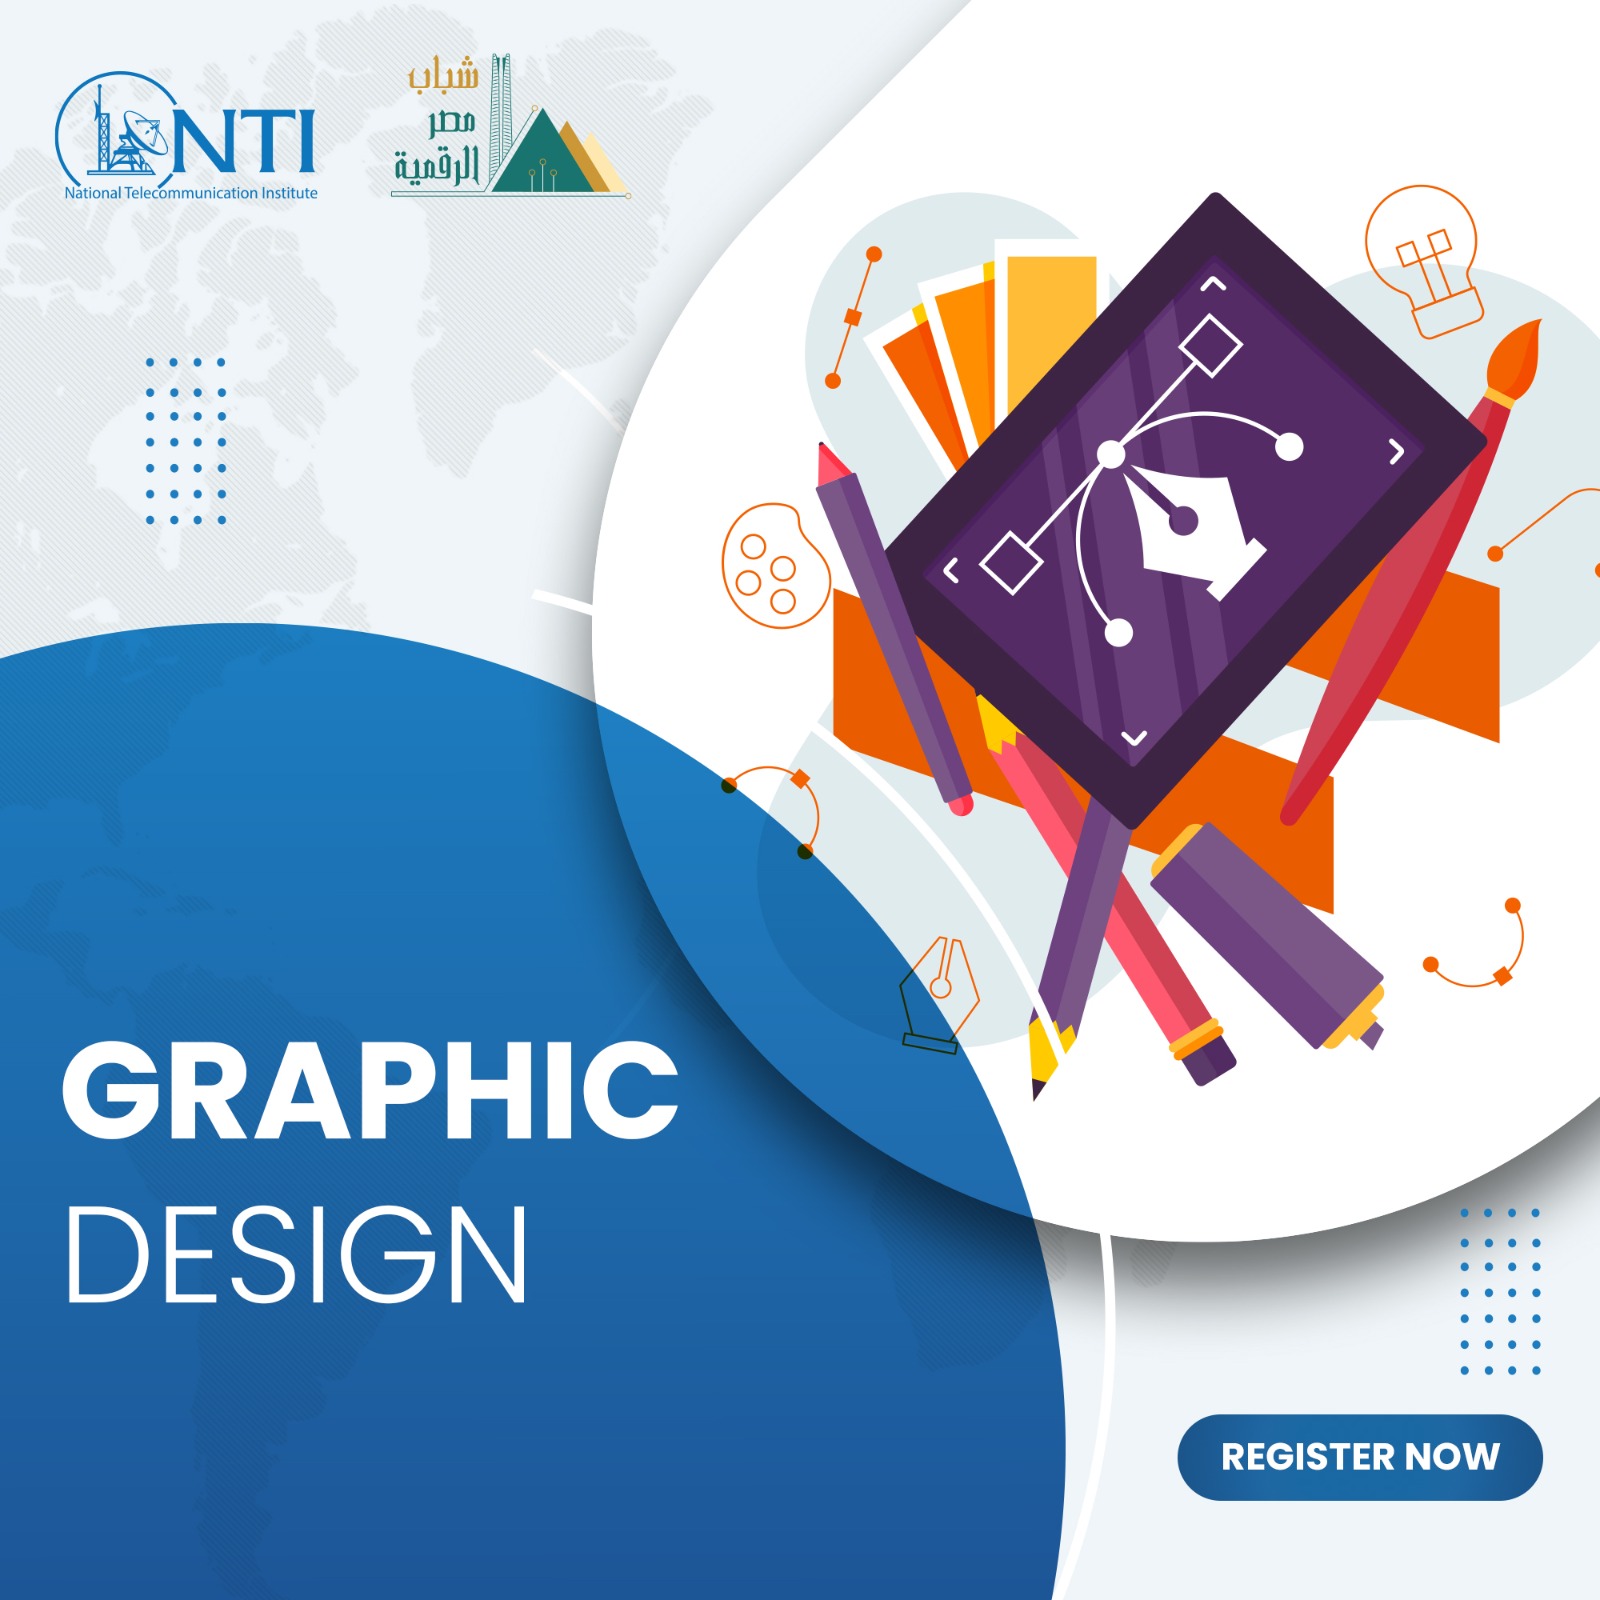 NTI
National Telecommunication Institute
شباب
مصر
الرقمية
GRAPHIC
DESIGN
REGISTER NOW